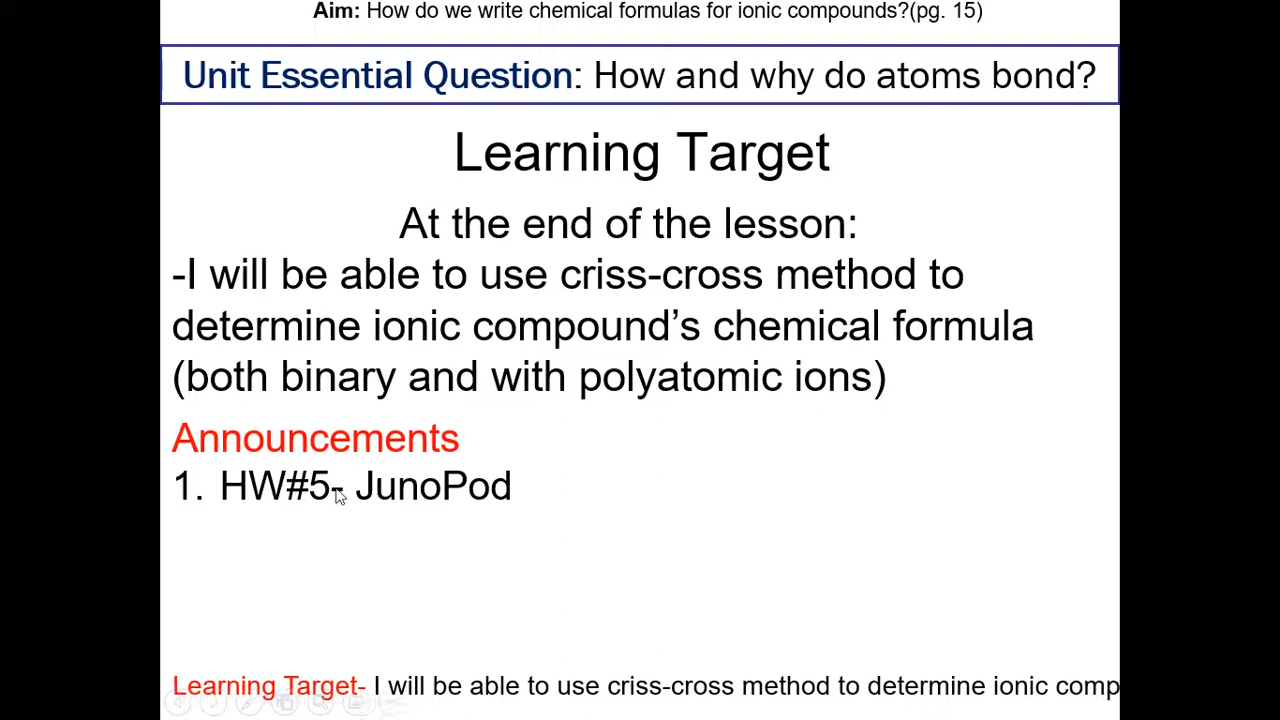 Aim: How do we write chemical formulas for ionic compounds?(pg. 15)
Unit Essential Question: How and why do atoms bond?
Learning Target
At the end of the lesson:
-I will be able to use criss-cross method to
determine ionic compound’s chemical formula
(both binary and with polyatomic ions)
Announcements
1. HW#5- JunoPod
Learning Target- I will be able to use criss-cross method to determine ionic comp